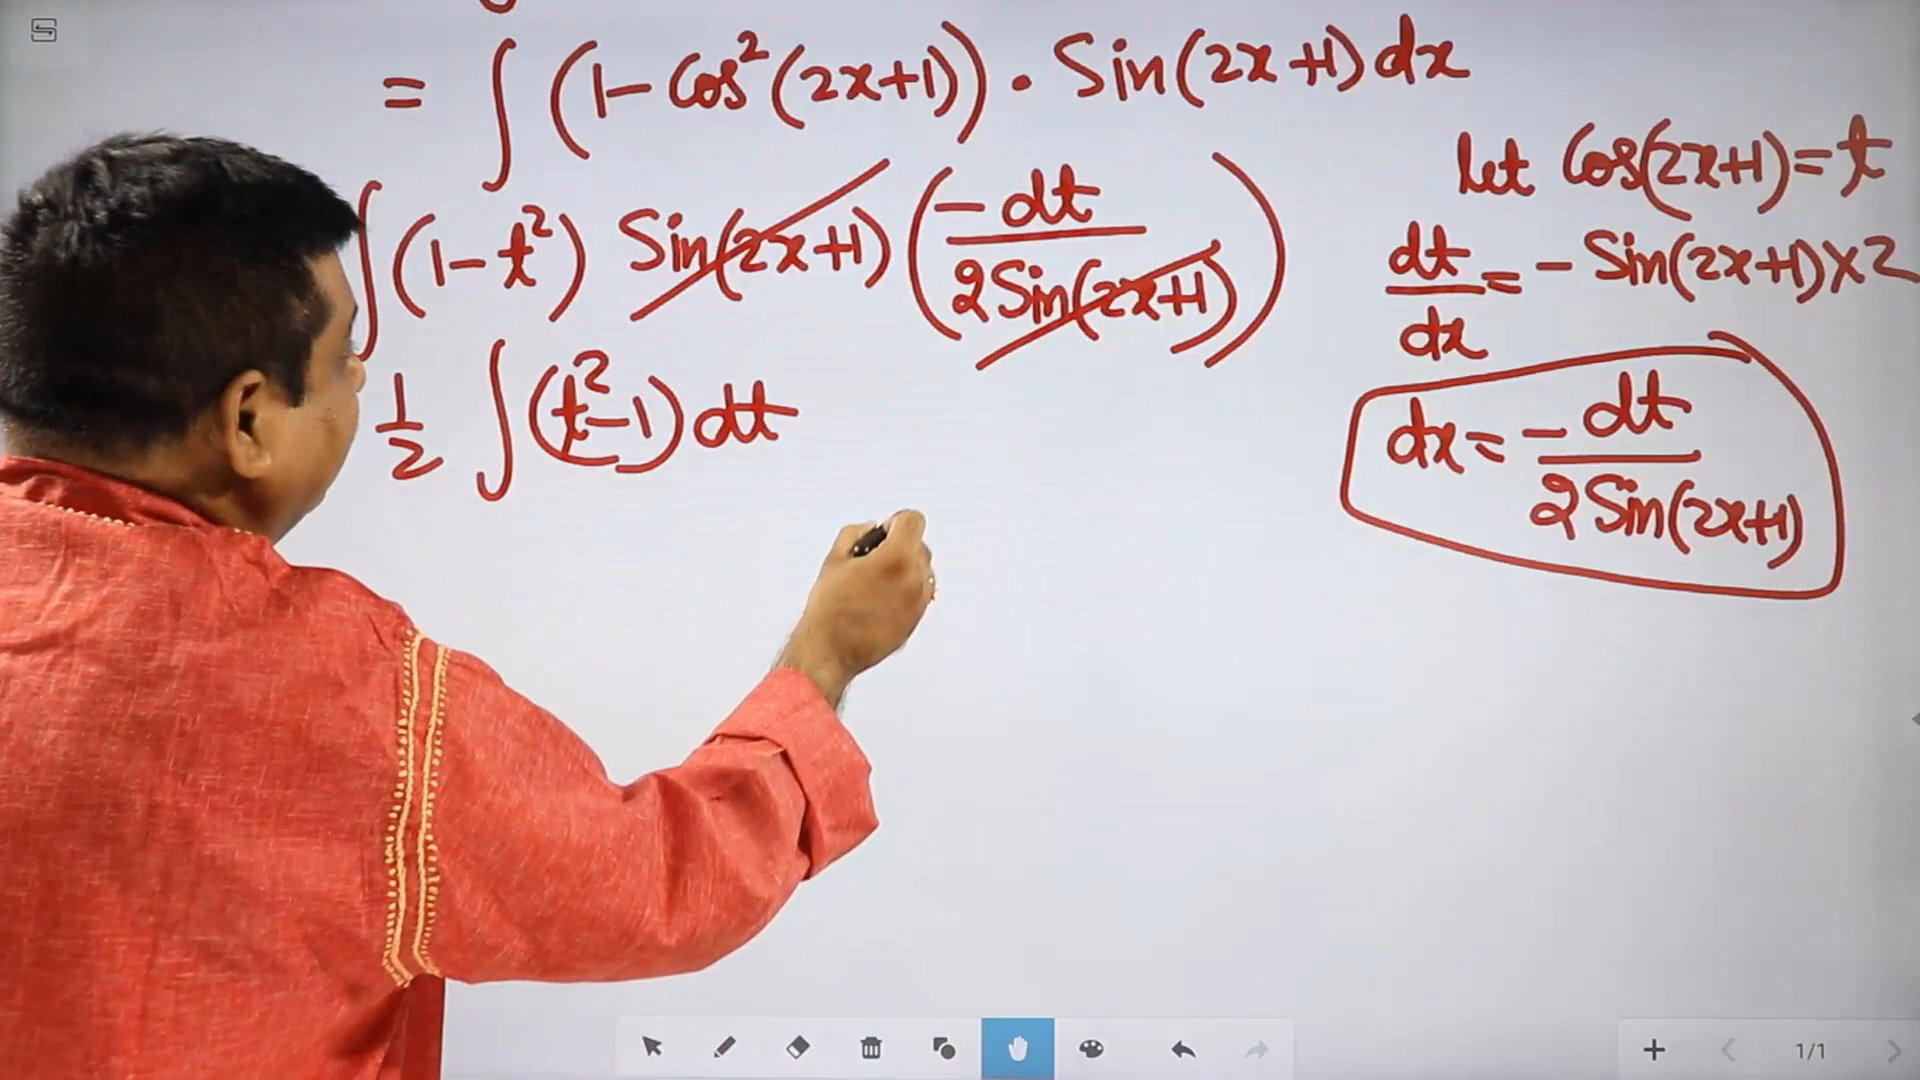 = ∫ (1 - Cos²(2x+1)) · Sin(2x+1) dx
let Cos(2x+1) = t
∫ (1 - t²) Sin(2x+1) (-dt / 2Sin(2x+1))
dt/dx = - Sin(2x+1) × 2
1/2 ∫ (t² - 1) dt
dx = -dt / 2Sin(2x+1)
1/1